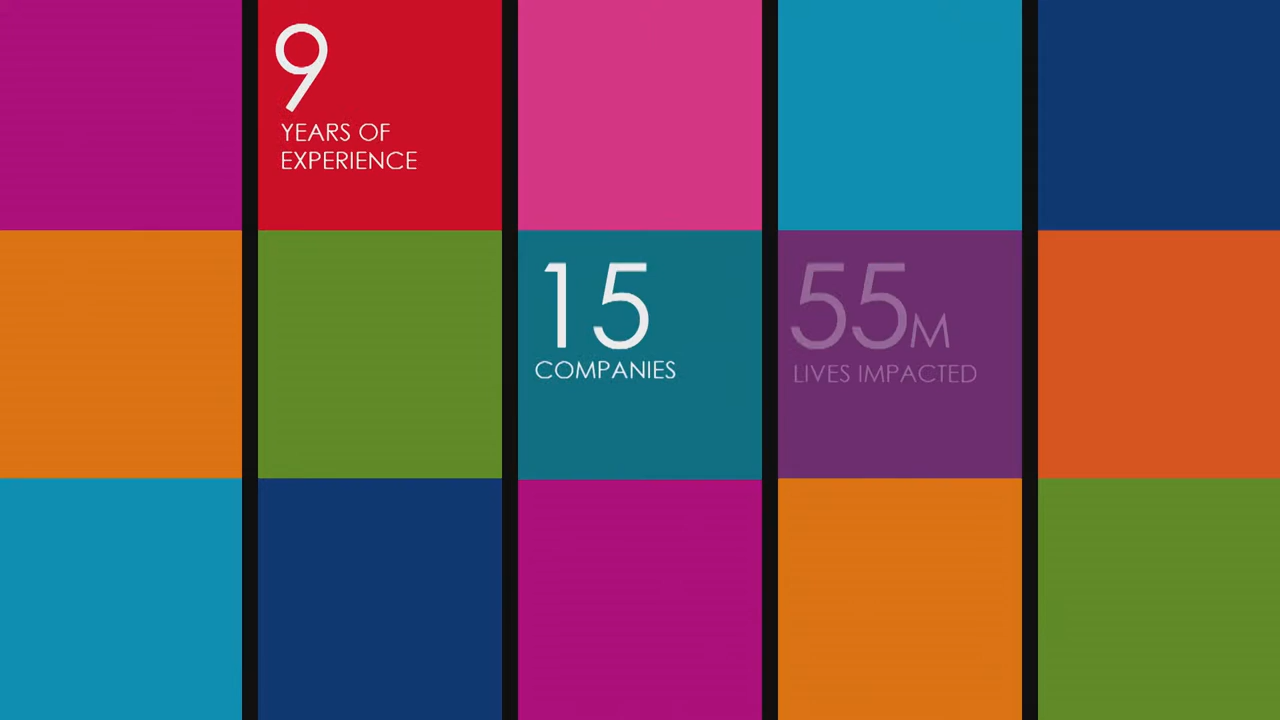 9
YEARS OF
EXPERIENCE
15
COMPANIES
55M
LIVES IMPACTED